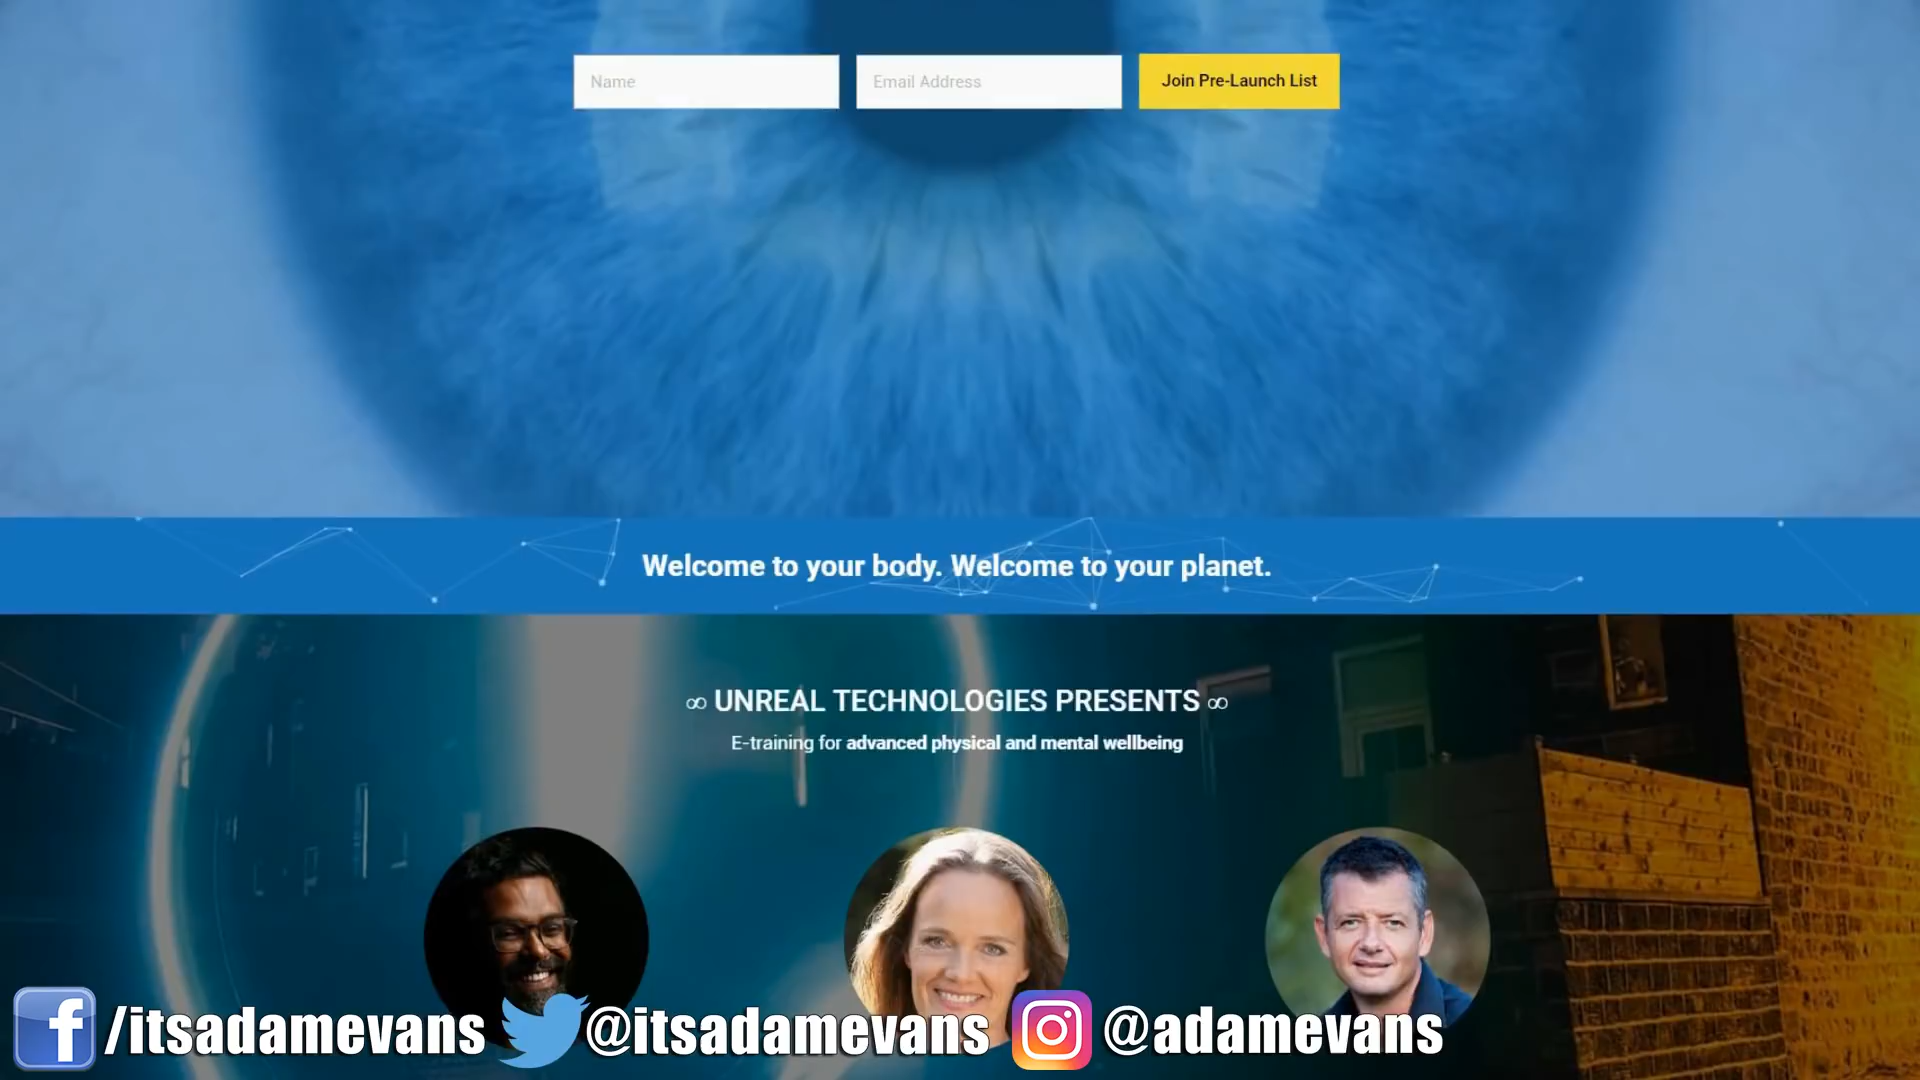 Name
Email Address
Join Pre-Launch List
Welcome to your body. Welcome to your planet.
∞ UNREAL TECHNOLOGIES PRESENTS ∞
E-training for advanced physical and mental wellbeing
/itsadamevans @itsadamevans @adamevans